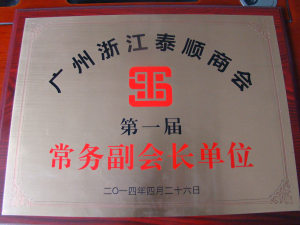 广州浙江泰顺商会
第一届
常务副会长单位
二〇一四年四月二十六日